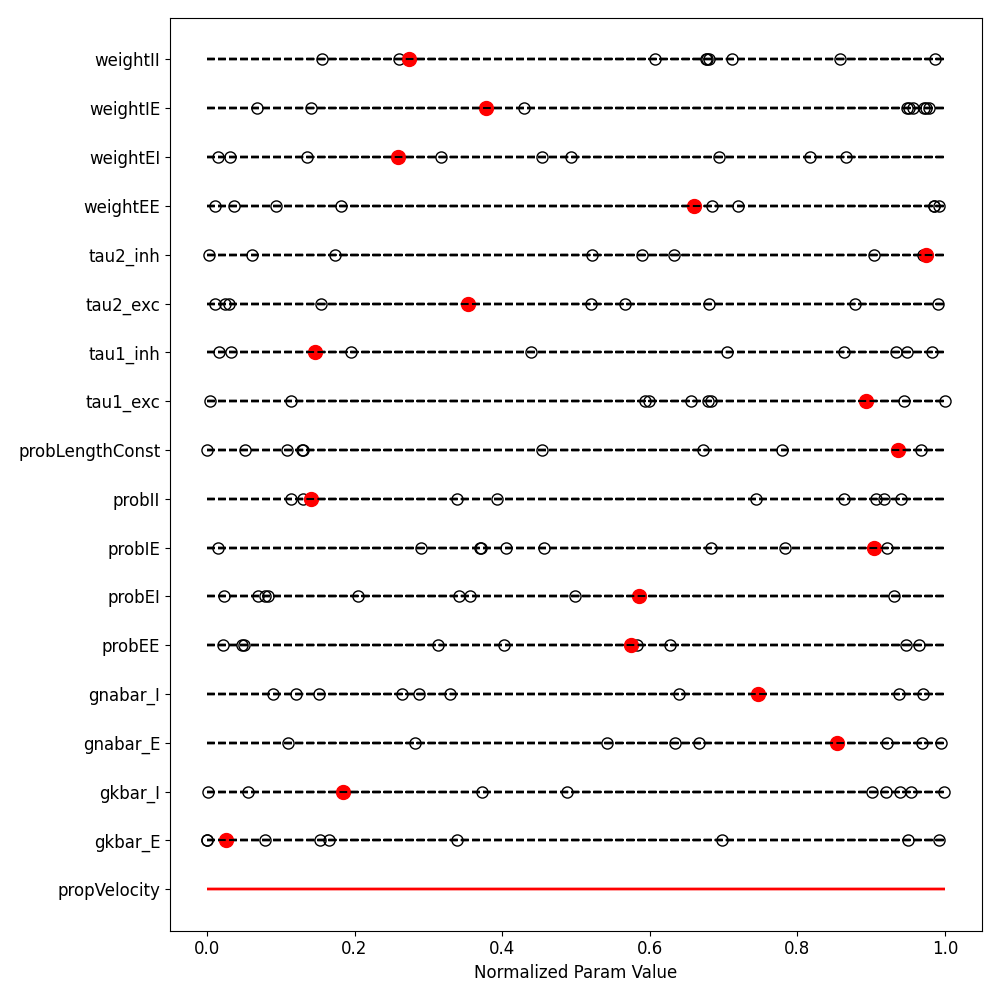 weightII
weightIE
weightEI
weightEE
tau2_inh
tau2_exc
tau1_inh
tau1_exc
probLengthConst
probII
probIE
probEI
probEE
gnabar_I
gnabar_E
gkbar_I
gkbar_E
propVelocity
0.0 0.2 0.4 0.6 0.8 1.0
Normalized Param Value